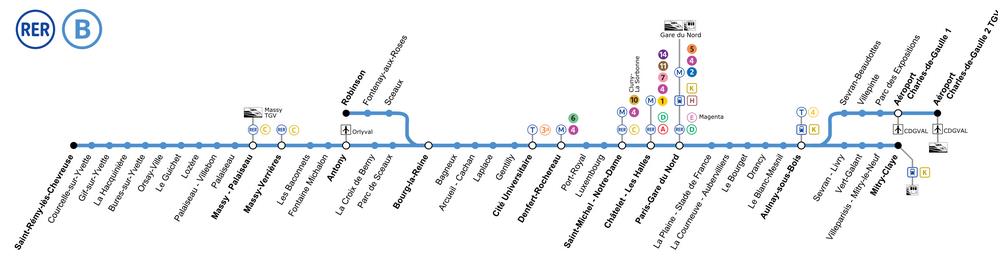 RER B
Robinson
Fontenay-aux-Roses
Sceaux
Massy
TGV
RER C
RER C
Orlyval
Saint-Rémy-lès-Chevreuse
Courcelle-sur-Yvette
Gif-sur-Yvette
La Hacquinière
Bures-sur-Yvette
Orsay-Ville
Le Guichet
Lozère
Palaiseau - Villebon
Palaiseau
Massy - Palaiseau
Massy-Verrières
Les Baconnets
Fontaine Michalon
Antony
La Croix de Berny
Parc de Sceaux
Bourg-la-Reine
Bagneux
Arcueil - Cachan
Laplace
Gentilly
Cité Universitaire
T 3a
Denfert-Rochereau
M 4
6
Port-Royal
Luxembourg
Saint-Michel - Notre-Dame
Cluny-
La Sorbonne
10
M 4
RER C
Châtelet - Les Halles
14
11
7
4
M 1
D
RER A
Paris-Gare du Nord
Gare du Nord
5
4
M 2
K
H
E Magenta
RER D
La Plaine - Stade de France
La Courneuve - Aubervilliers
Le Bourget
Drancy
Le Blanc-Mesnil
Aulnay-sous-Bois
T 4
K
Sevran-Beaudottes
Villepinte
Parc des Expositions
Aéroport
Charles-de-Gaulle 1
CDGVAL
Aéroport
Charles-de-Gaulle 2 TGV
CDGVAL
Sevran - Livry
Vert-Galant
Villeparisis - Mitry-le-Neuf
Mitry-Claye
K